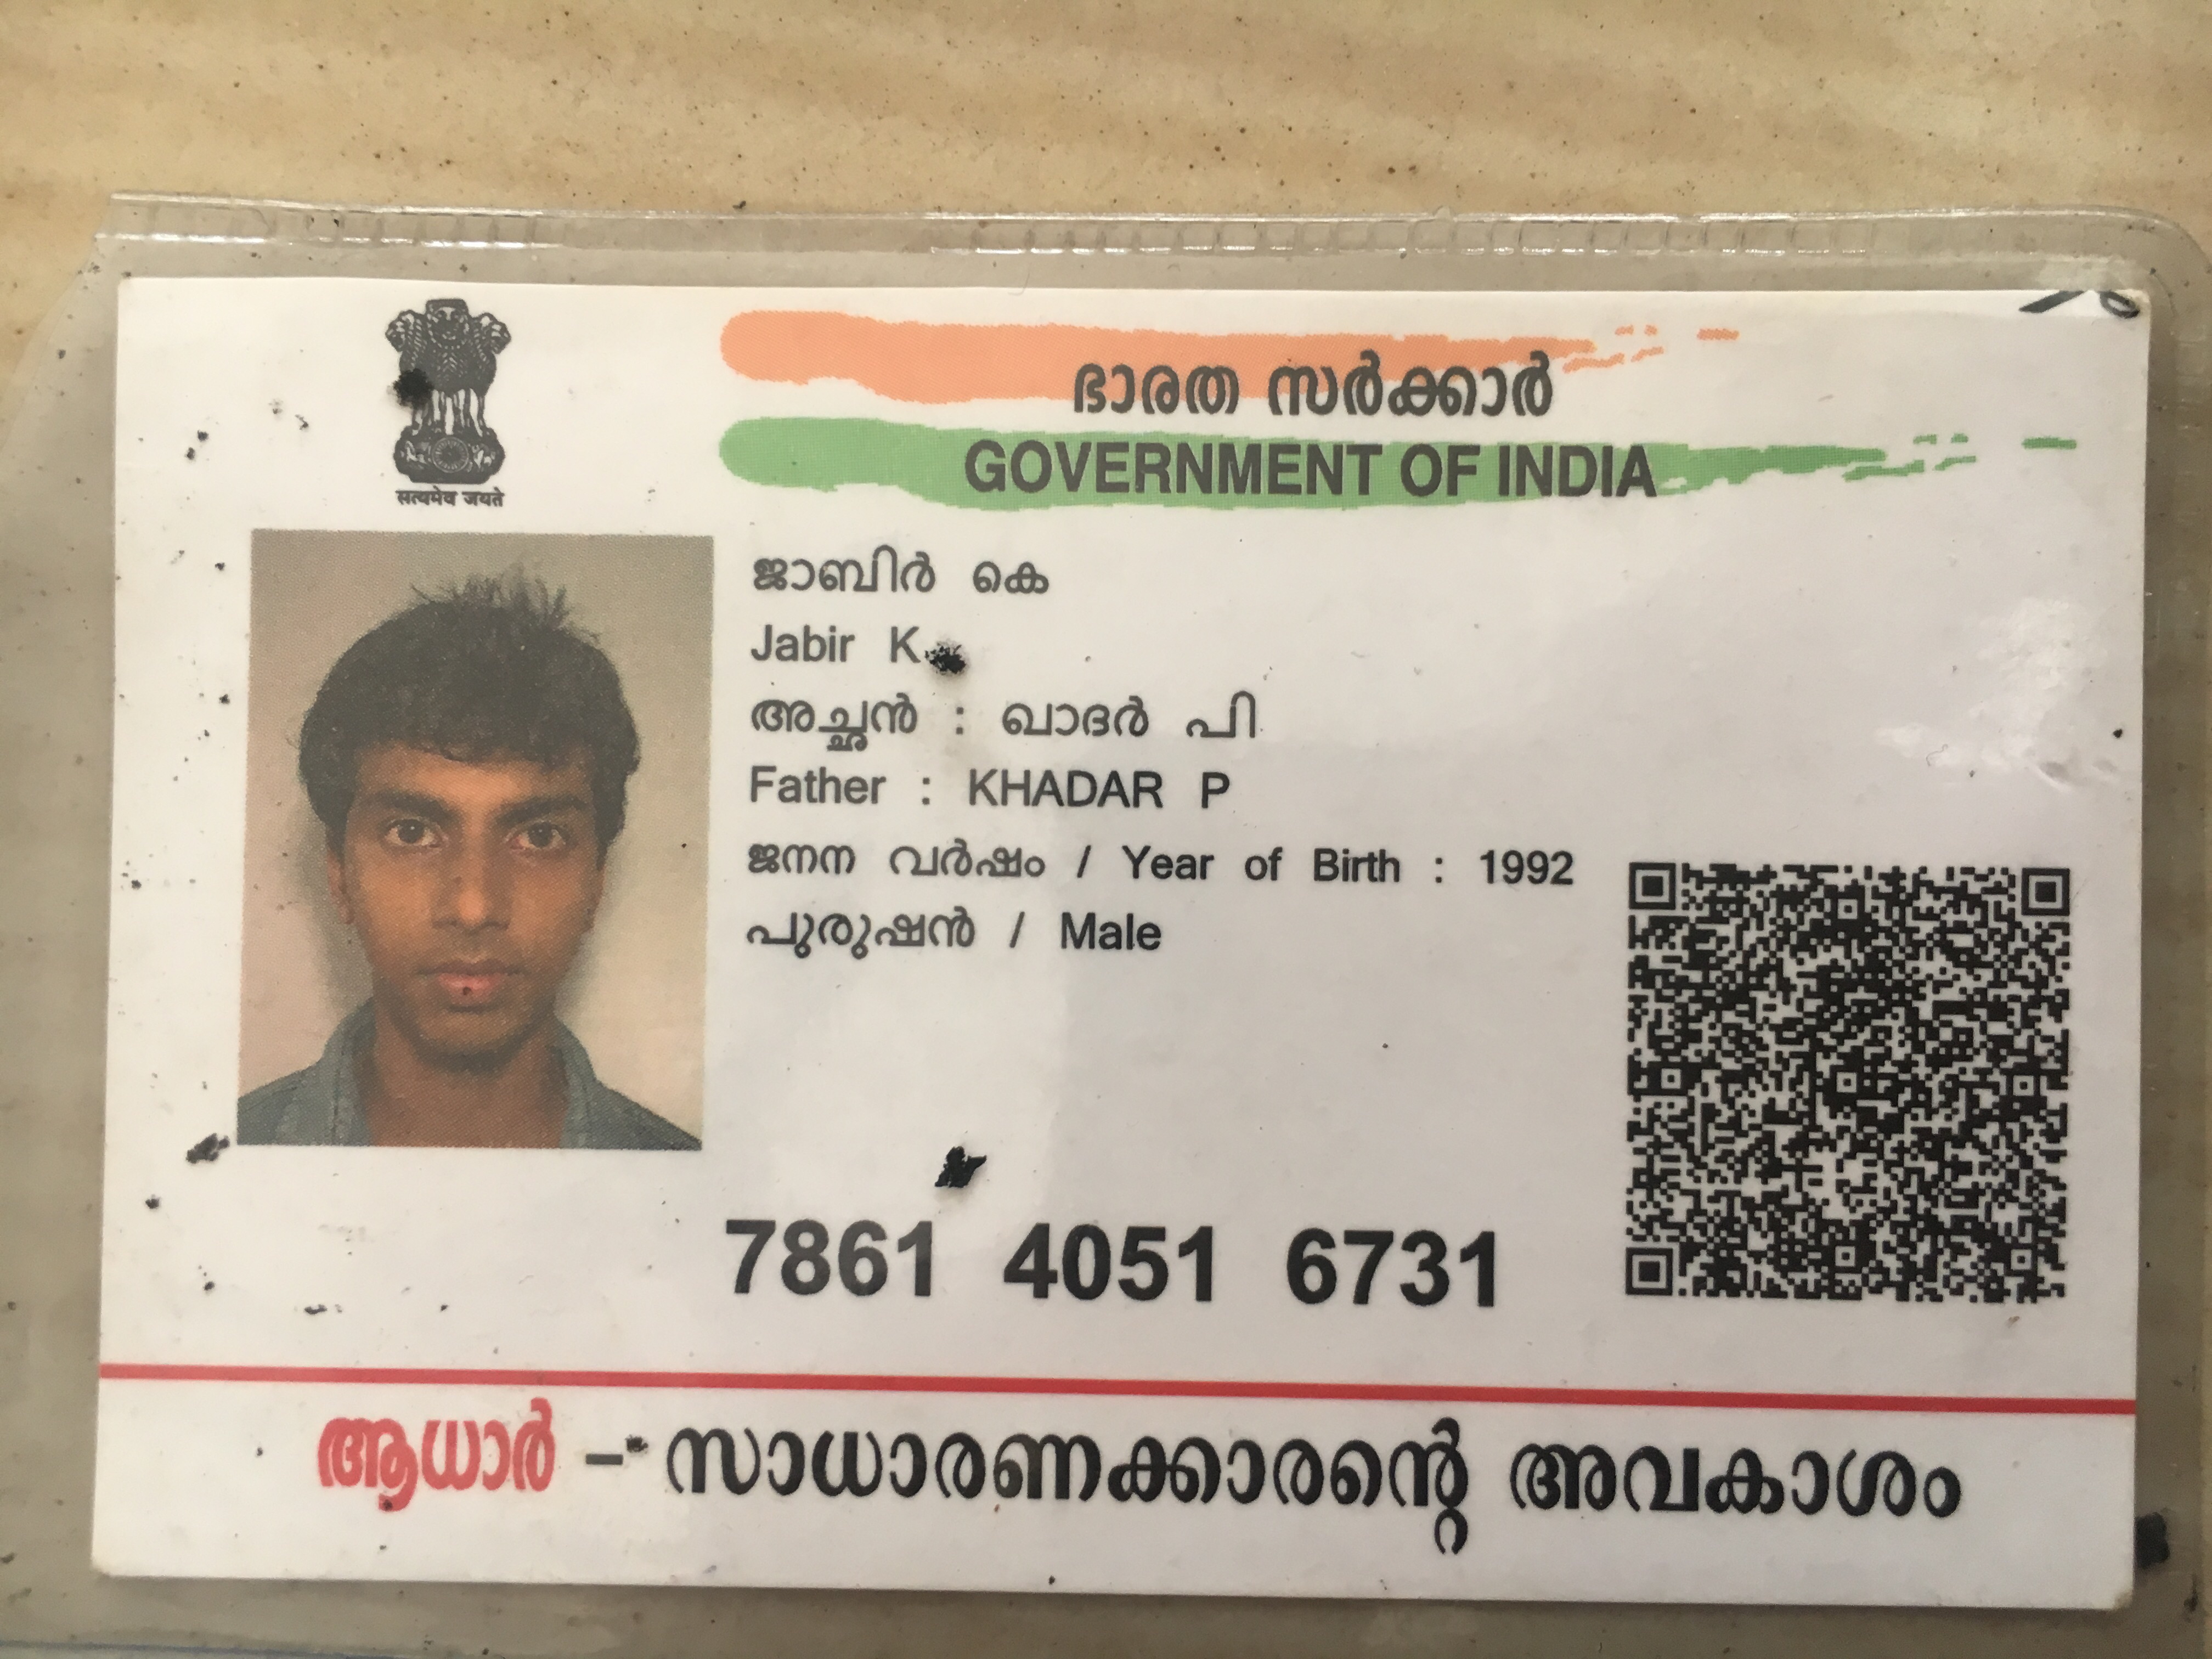 ഭാരത സർക്കാർ
GOVERNMENT OF INDIA
सत्यमेव जयते
ജാബിർ കെ
Jabir K
അച്ഛൻ : ഖാദർ പി
Father : KHADAR P
ജനന വർഷം / Year of Birth : 1992
പുരുഷൻ / Male
7861 4051 6731
ആധാർ - സാധാരണക്കാരന്റെ അവകാശം